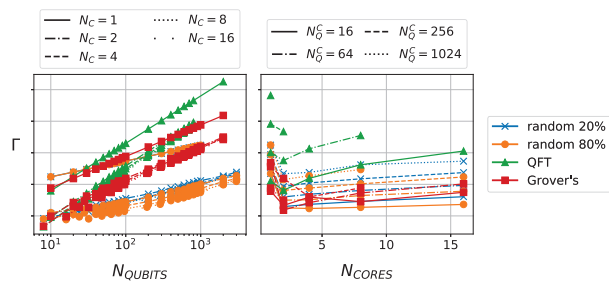 N_C = 1
N_C = 2
N_C = 4
N_C = 8
N_C = 16
N_Q^C = 16
N_Q^C = 64
N_Q^C = 256
N_Q^C = 1024
Γ
10^1
10^2
10^3
N_QUBITS
5
10
15
N_CORES
random 20%
random 80%
QFT
Grover's